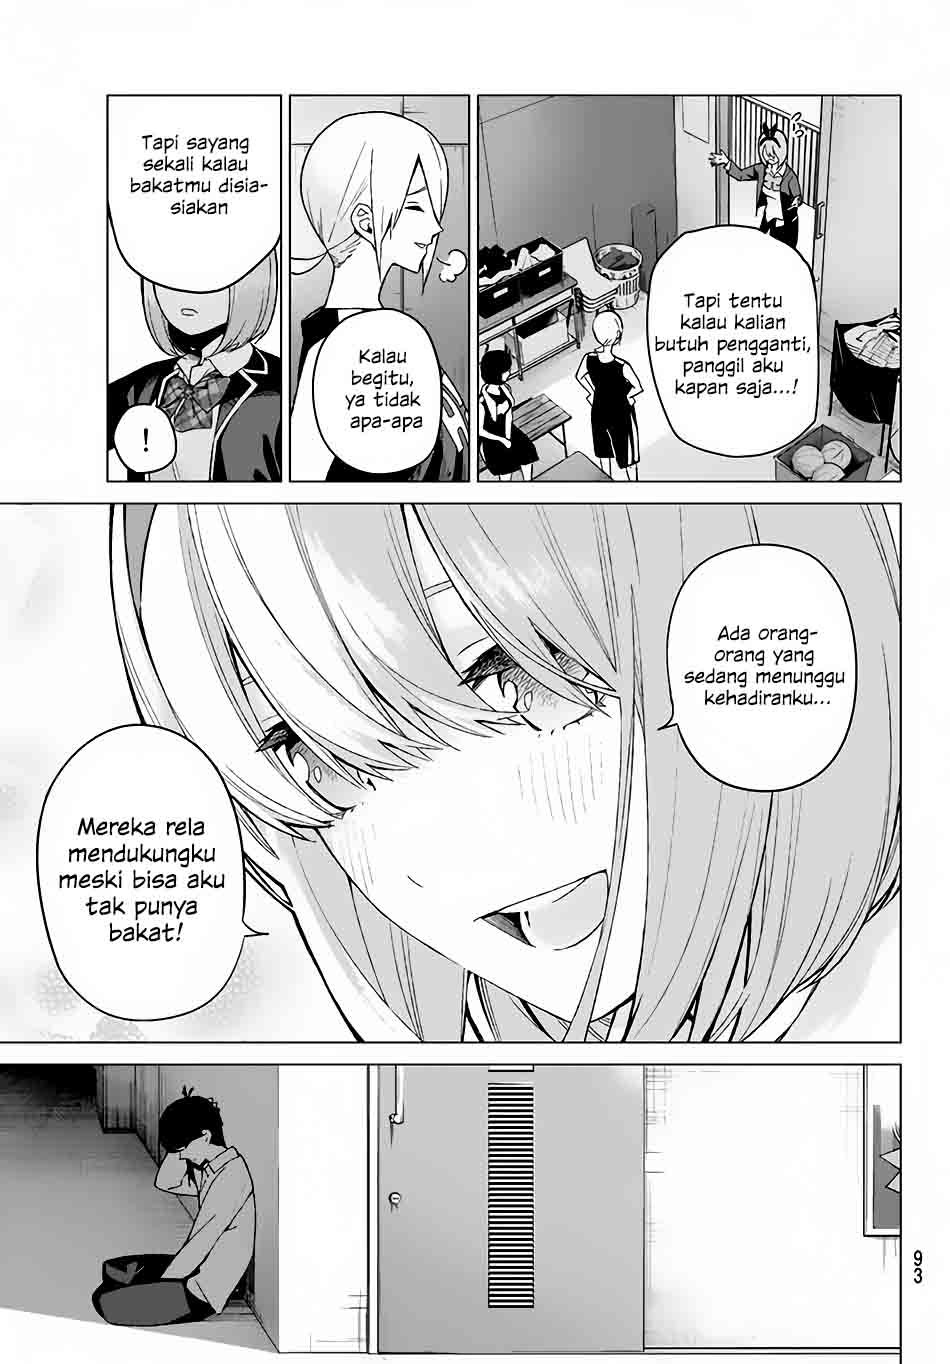 Tapi tentu
kalau kalian
butuh pengganti,
panggil aku
kapan saja...!
Kalau
begitu,
ya tidak
apa-apa
Tapi sayang
sekali kalau
bakatmu disia-
siakan
!
Ada orang-
orang yang
sedang menunggu
kehadiranku...
Mereka rela
mendukungku
meski bisa aku
tak punya
bakat!
93